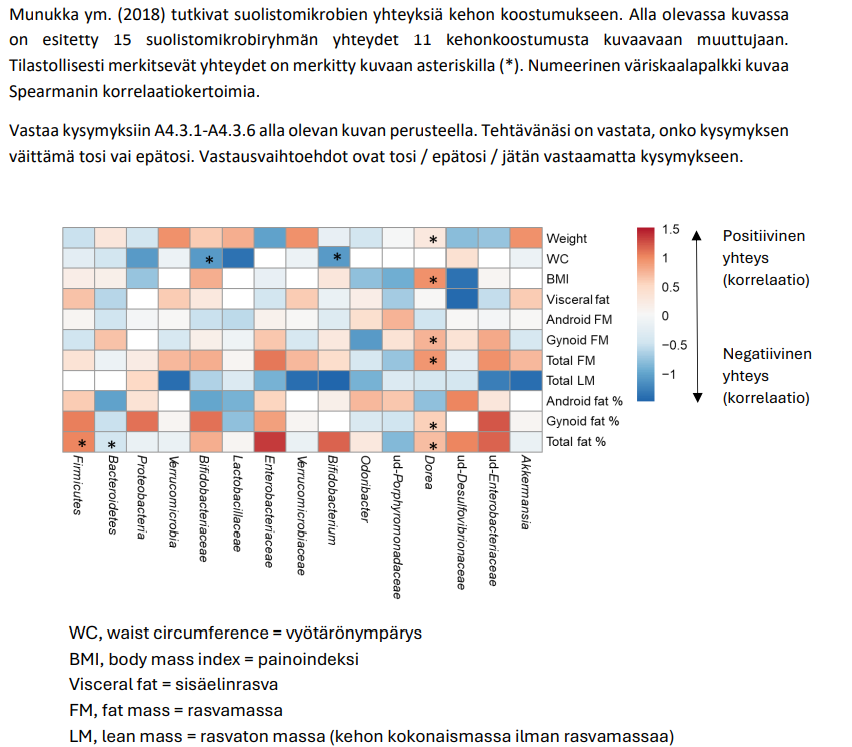 Munukka ym. (2018) tutkivat suolistomikrobien yhteyksiä kehon koostumukseen. Alla olevassa kuvassa
on esitetty 15 suolistomikrobiryhmän yhteydet 11 kehonkoostumusta kuvaavaan muuttujaan.
Tilastollisesti merkitsevät yhteydet on merkitty kuvaan asteriskilla (*). Numeerinen väriskaalapalkki kuvaa
Spearmanin korrelaatiokertoimia.
Vastaa kysymyksiin A4.3.1-A4.3.6 alla olevan kuvan perusteella. Tehtävänäsi on vastata, onko kysymyksen
väittämä tosi vai epätosi. Vastausvaihtoehdot ovat tosi / epätosi / jätän vastaamatta kysymykseen.
* Weight
* * WC
* BMI
Visceral fat
Android FM
* Gynoid FM
* Total FM
Total LM
Android fat %
* Gynoid fat %
* * * Total fat %
1.5
1
0.5
0
−0.5
−1
Positiivinen
yhteys
(korrelaatio)
Negatiivinen
yhteys
(korrelaatio)
Firmicutes
Bacteroidetes
Proteobacteria
Verrucomicrobia
Bifidobacteriaceae
Lactobacillaceae
Enterobacteriaceae
Verrucomicrobiaceae
Bifidobacterium
Odoribacter
ud-Porphyromonadaceae
Dorea
ud-Desulfovibrionaceae
ud-Enterobacteriaceae
Akkermansia
WC, waist circumference = vyötärönympärys
BMI, body mass index = painoindeksi
Visceral fat = sisäelinrasva
FM, fat mass = rasvamassa
LM, lean mass = rasvaton massa (kehon kokonaismassa ilman rasvamassaa)